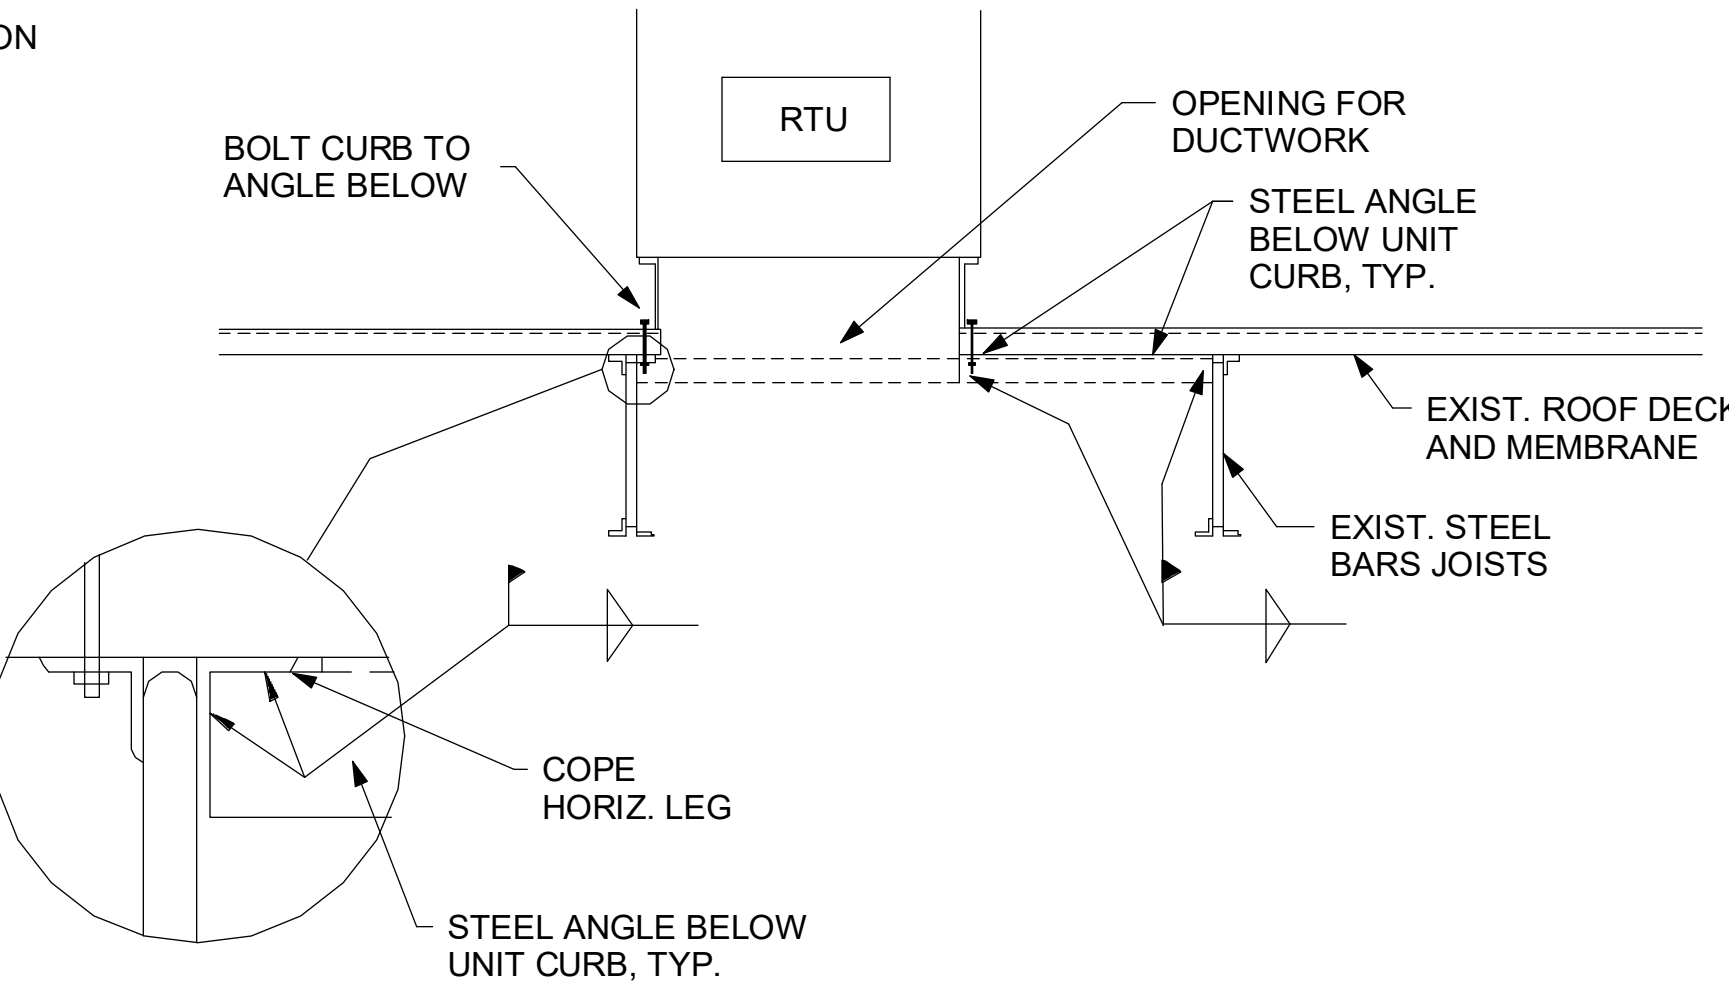 ON
RTU
BOLT CURB TO
ANGLE BELOW
OPENING FOR
DUCTWORK
STEEL ANGLE
BELOW UNIT
CURB, TYP.
EXIST. ROOF DECK
AND MEMBRANE
EXIST. STEEL
BARS JOISTS
COPE
HORIZ. LEG
STEEL ANGLE BELOW
UNIT CURB, TYP.